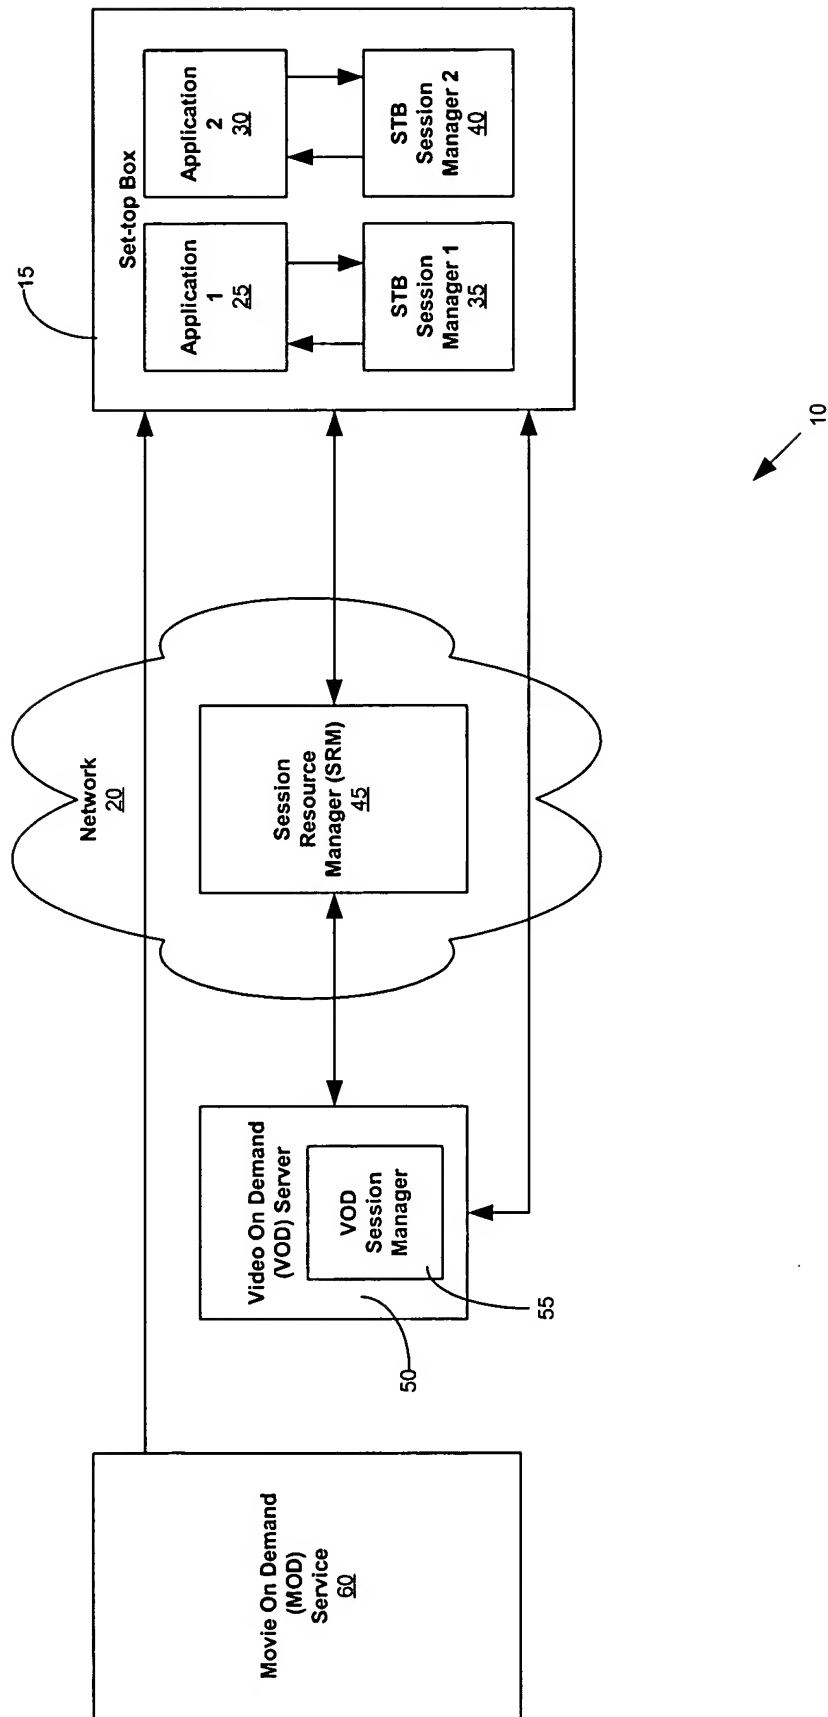 Movie On Demand
(MOD)
Service
60
Video On Demand
(VOD) Server
VOD
Session
Manager
50
55
Network
20
Session
Resource
Manager (SRM)
45
15
Set-top Box
Application
1
25
Application
2
30
STB
Session
Manager 1
35
STB
Session
Manager 2
40
10